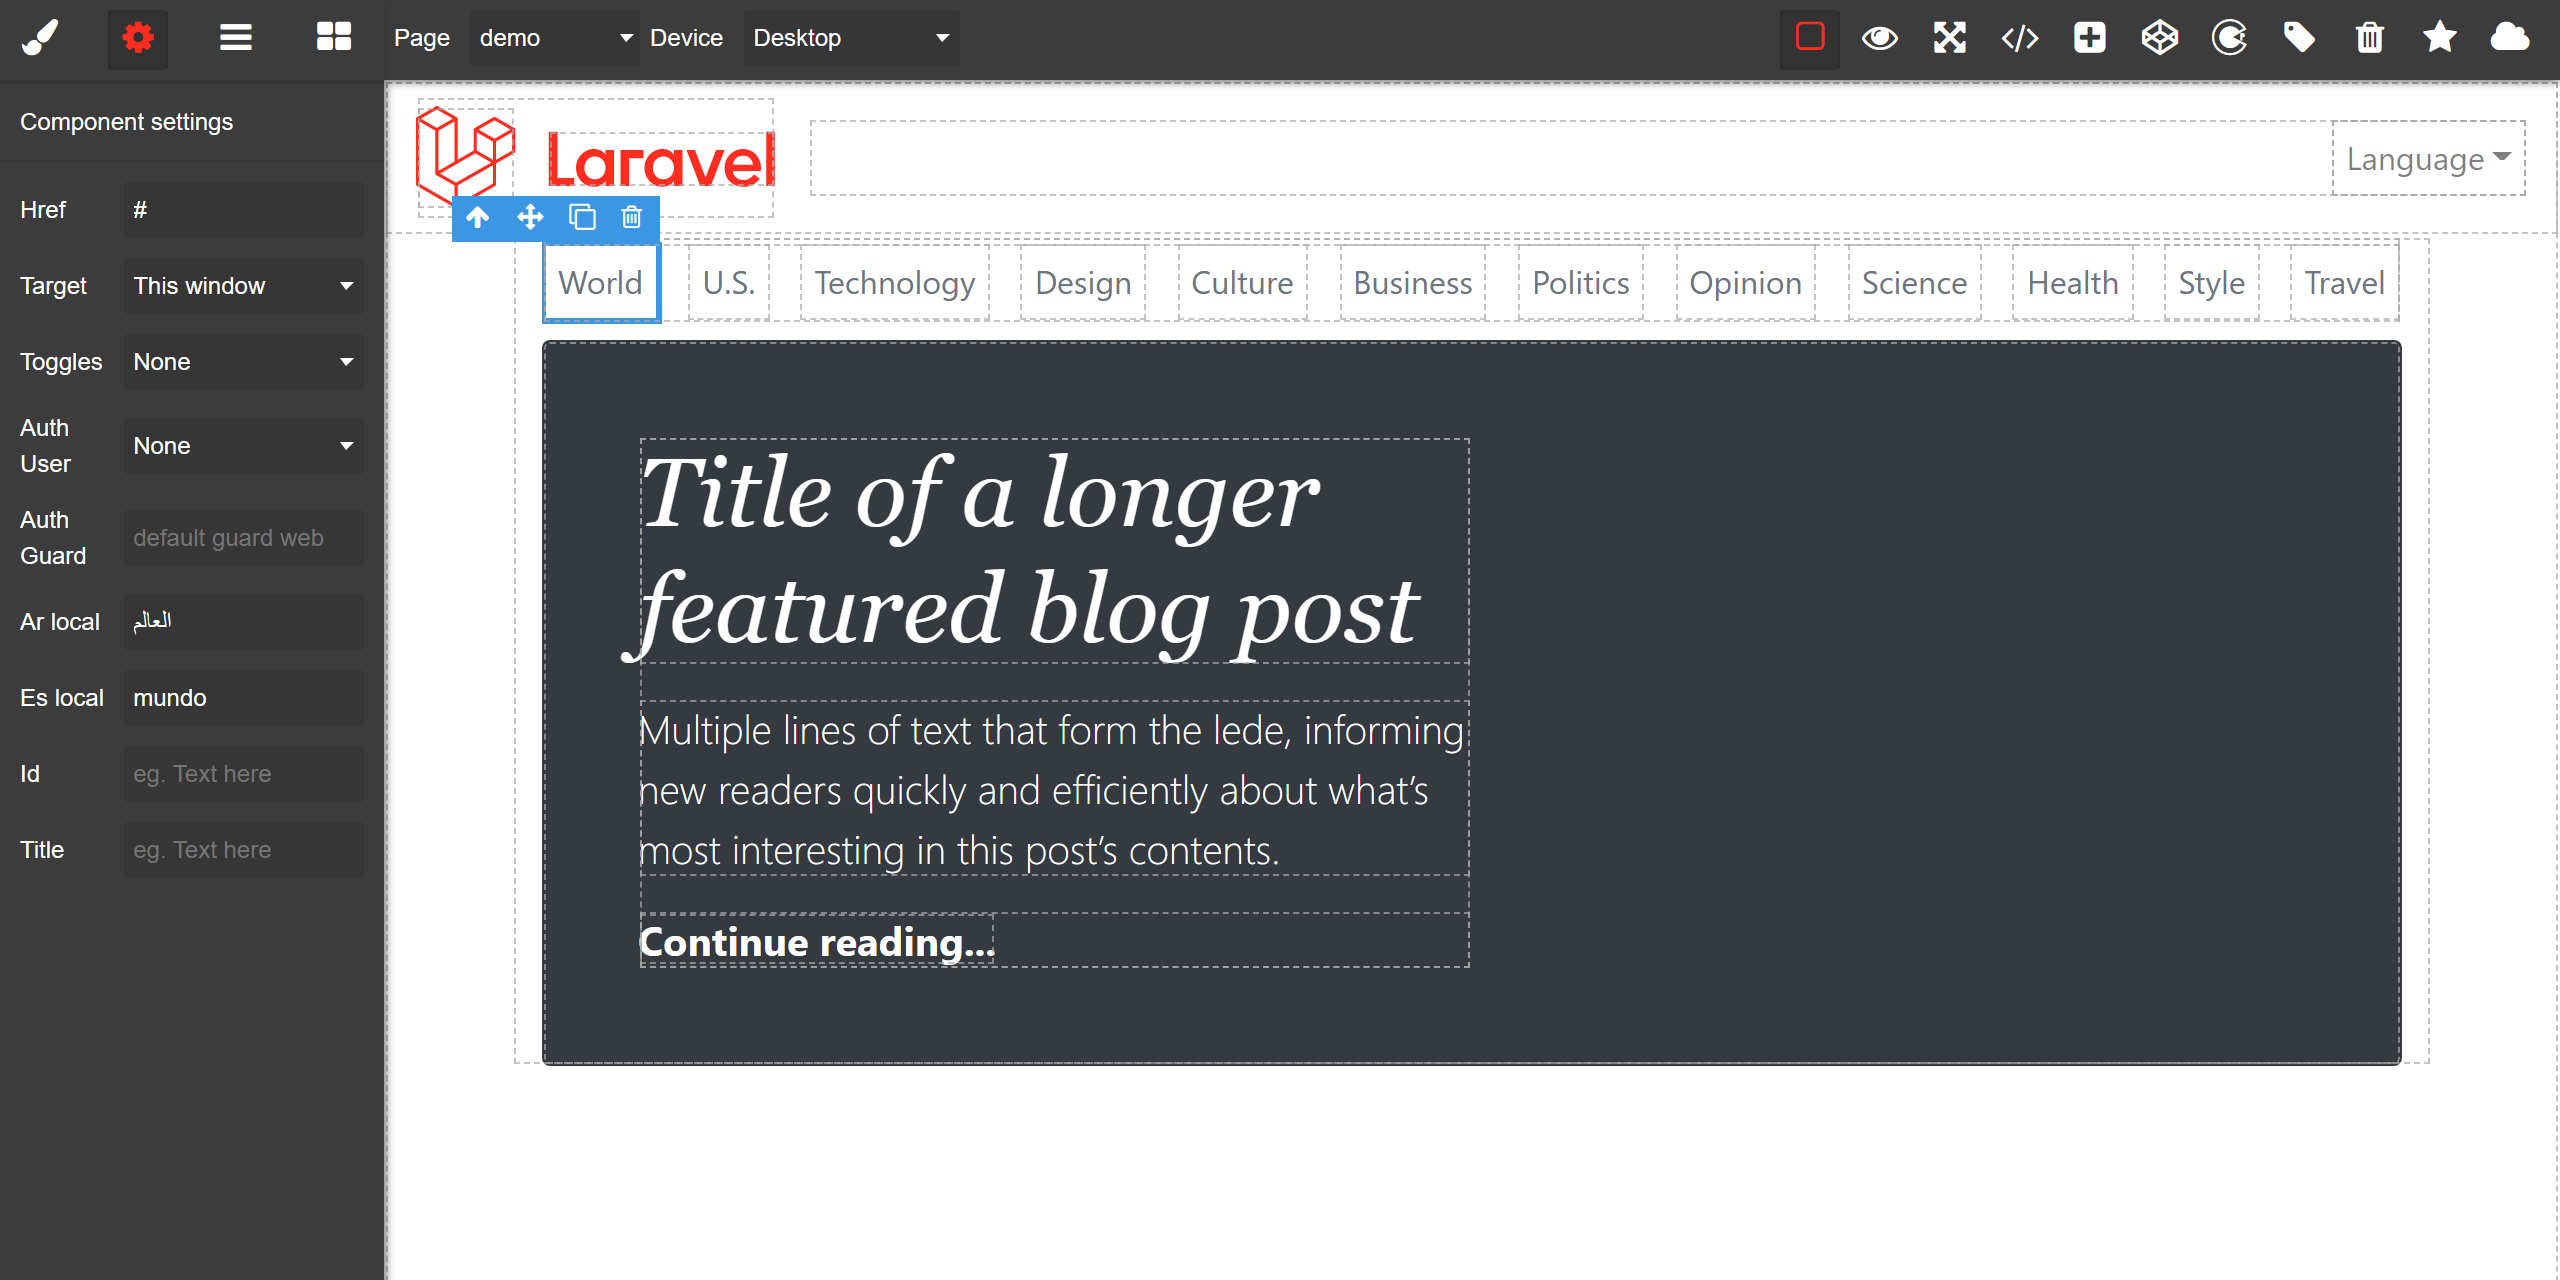 Page demo Device Desktop
Component settings
Href #
Target This window
Toggles None
Auth User None
Auth Guard default guard web
Ar local العالم
Es local mundo
Id eg. Text here
Title eg. Text here
Laravel
Language
World U.S. Technology Design Culture Business Politics Opinion Science Health Style Travel
Title of a longer
featured blog post
Multiple lines of text that form the lede, informing
new readers quickly and efficiently about what’s
most interesting in this post’s contents.
Continue reading...